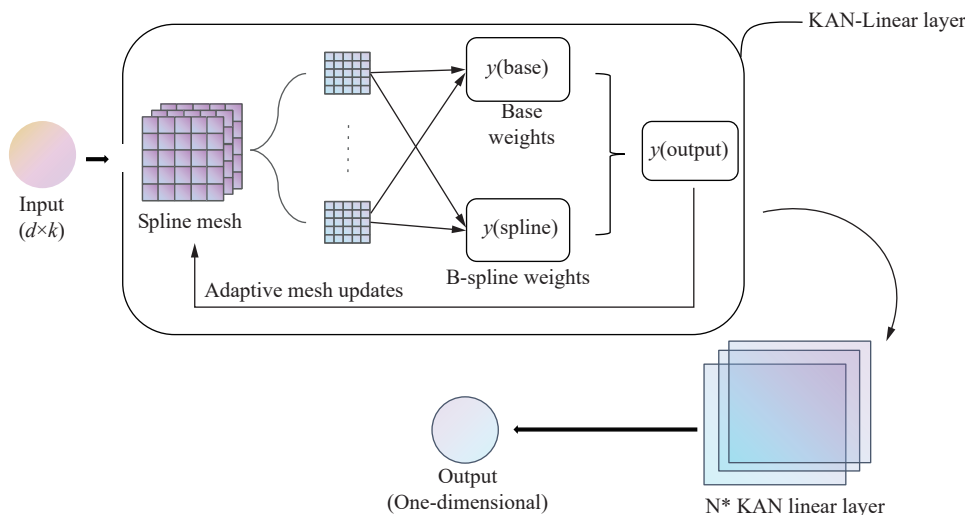 KAN-Linear layer
y(base)
Base
weights
y(output)
Input
(d×k)
Spline mesh
y(spline)
B-spline weights
Adaptive mesh updates
Output
(One-dimensional)
N* KAN linear layer